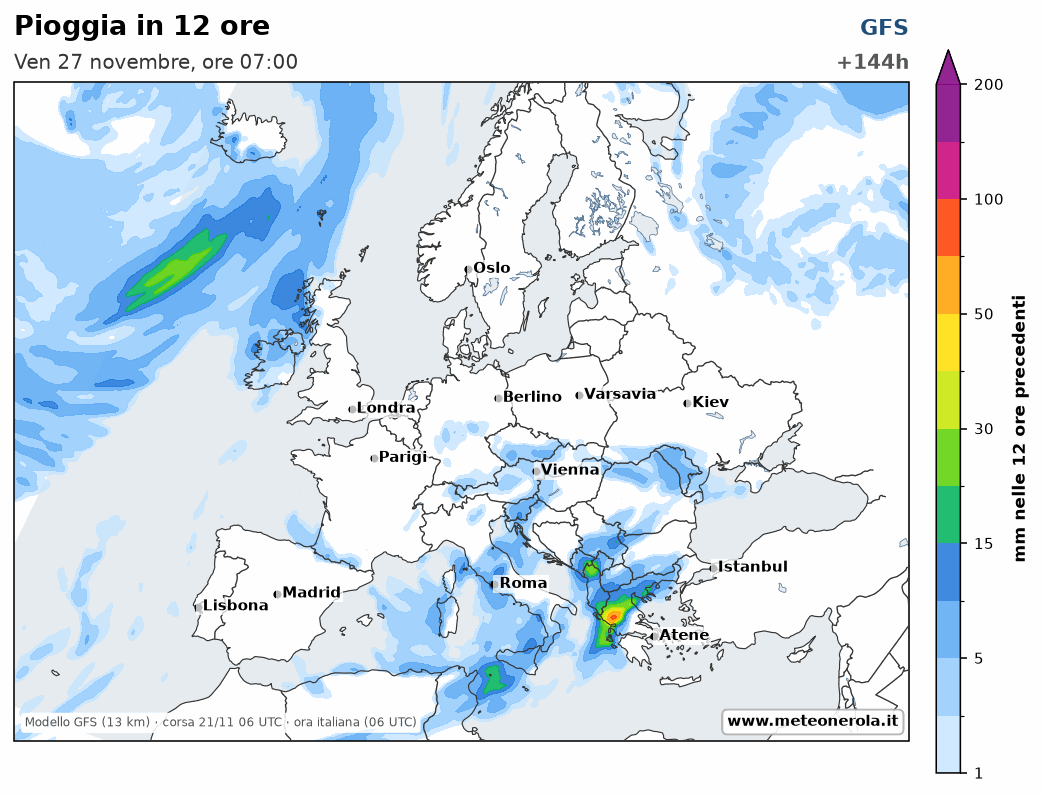 Pioggia in 12 ore
GFS
Ven 27 novembre, ore 07:00
+144h
200
100
50
30
15
5
1
mm nelle 12 ore precedenti
Oslo
Berlino
Varsavia
Kiev
Londra
Parigi
Vienna
Istanbul
Roma
Madrid
Lisbona
Atene
Modello GFS (13 km) · corsa 21/11 06 UTC · ora italiana (06 UTC)
www.meteonerola.it